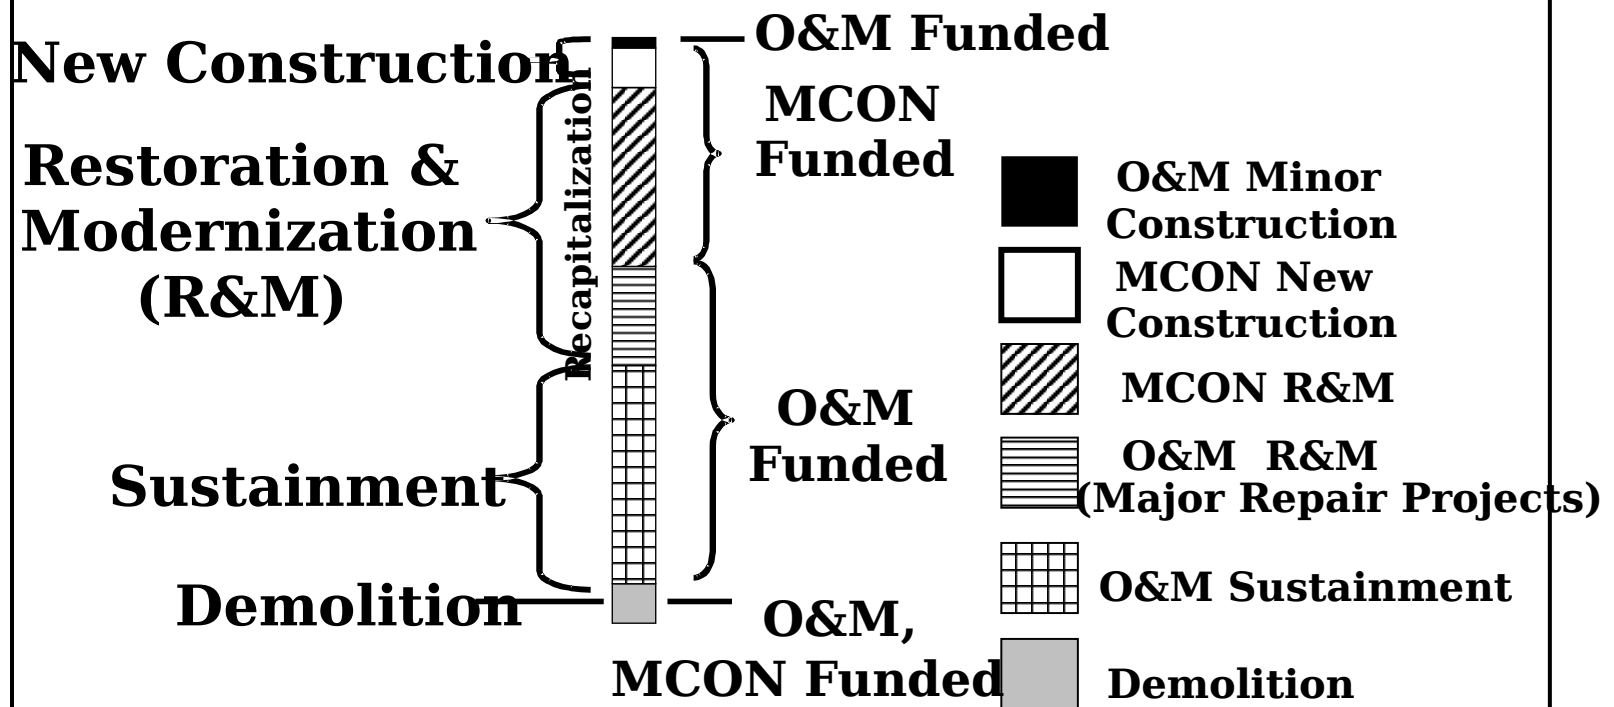 New Construction
Restoration &
Modernization
(R&M)
Sustainment
Demolition
Recapitalization
O&M Funded
MCON
Funded
O&M
Funded
O&M,
MCON Funded
O&M Minor
Construction
MCON New
Construction
MCON R&M
O&M  R&M
(Major Repair Projects)
O&M Sustainment
Demolition